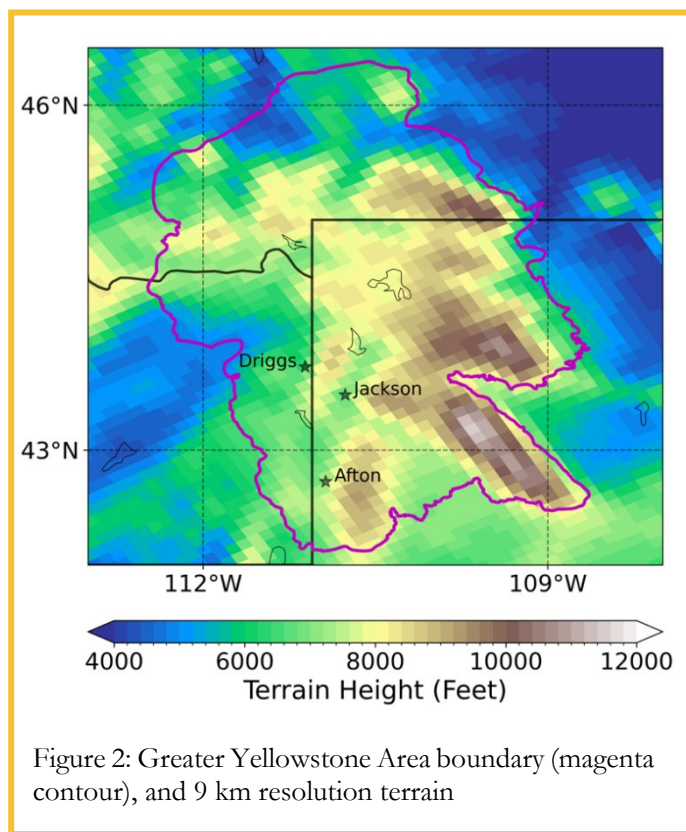 46°N
Driggs
Jackson
43°N
Afton
112°W 109°W
4000 6000 8000 10000 12000
Terrain Height (Feet)
Figure 2: Greater Yellowstone Area boundary (magenta
contour), and 9 km resolution terrain